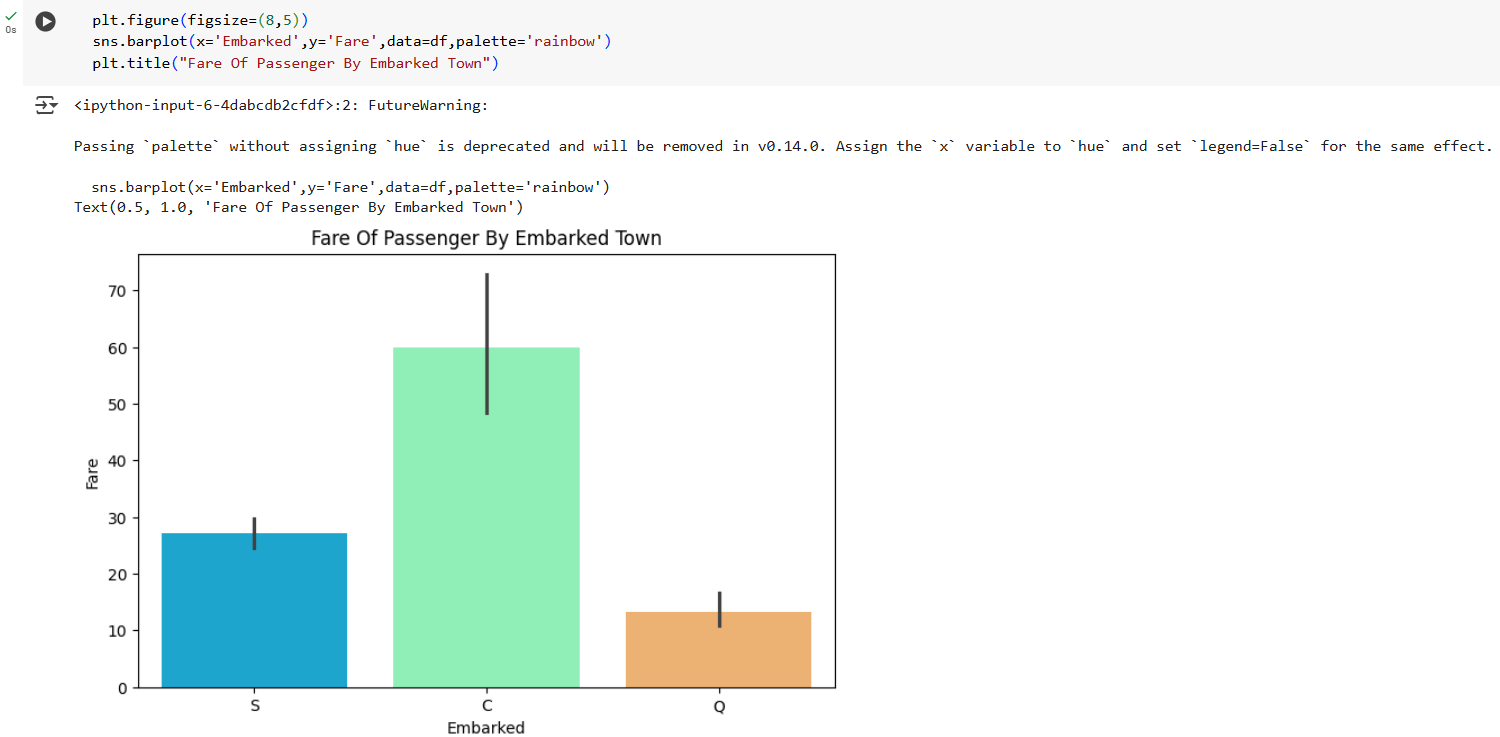 0s
plt.figure(figsize=(8,5))
sns.barplot(x='Embarked',y='Fare',data=df,palette='rainbow')
plt.title("Fare Of Passenger By Embarked Town")
<ipython-input-6-4dabcdb2cfdf>:2: FutureWarning:
Passing `palette` without assigning `hue` is deprecated and will be removed in v0.14.0. Assign the `x` variable to `hue` and set `legend=False` for the same effect.
sns.barplot(x='Embarked',y='Fare',data=df,palette='rainbow')
Text(0.5, 1.0, 'Fare Of Passenger By Embarked Town')
Fare Of Passenger By Embarked Town
70
60
50
40
30
20
10
0
Fare
S C Q
Embarked